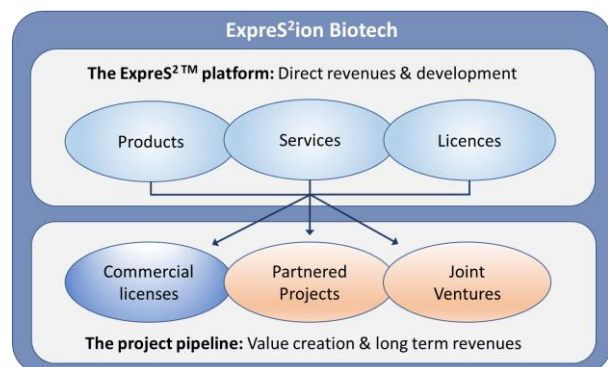 ExpreS²ion Biotech
The ExpreS² ™ platform: Direct revenues & development
Products
Services
Licences
Commercial
licenses
Partnered
Projects
Joint
Ventures
The project pipeline: Value creation & long term revenues